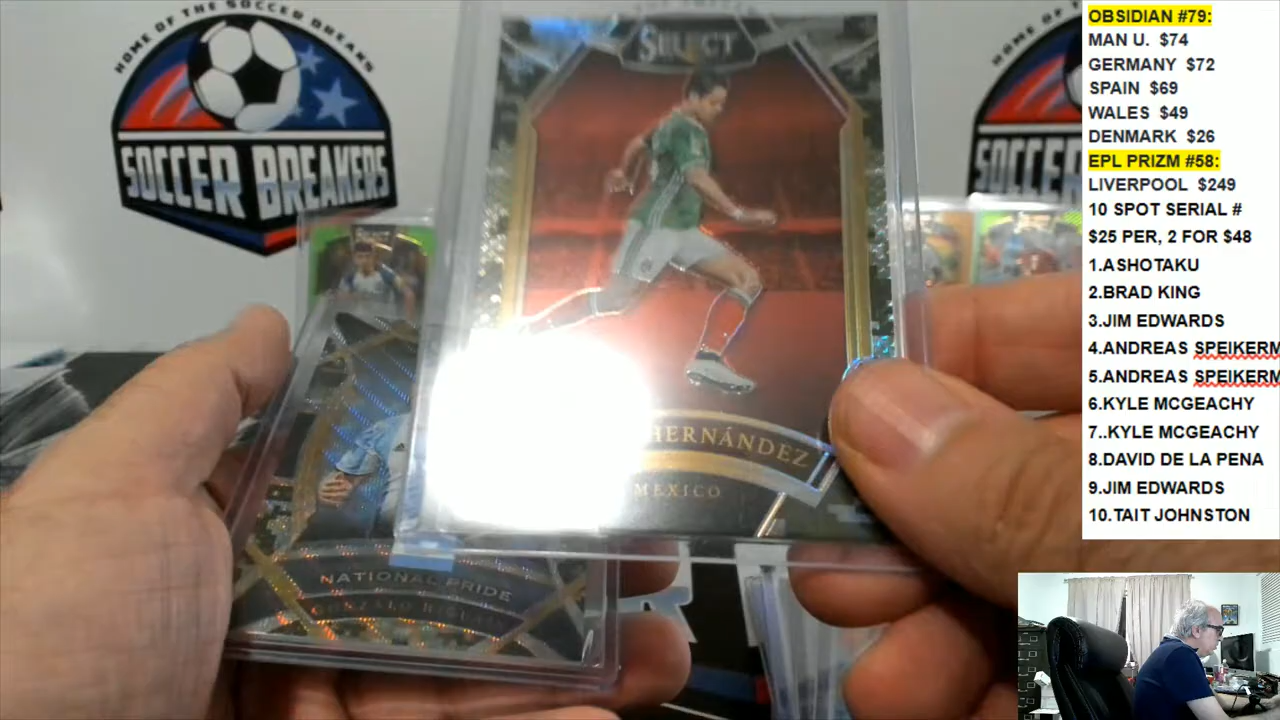 HOME OF THE SOCCER BREAKS
SOCCER BREAKERS
SELECT
HERNÁNDEZ
MEXICO
NATIONAL PRIDE
GONZALO
HOME OF
SOCCER
OBSIDIAN #79:
MAN U. $74
GERMANY $72
SPAIN $69
WALES $49
DENMARK $26
EPL PRIZM #58:
LIVERPOOL $249
10 SPOT SERIAL #
$25 PER, 2 FOR $48
1.ASHOTAKU
2.BRAD KING
3.JIM EDWARDS
4.ANDREAS SPEIKERM
5.ANDREAS SPEIKERM
6.KYLE MCGEACHY
7..KYLE MCGEACHY
8.DAVID DE LA PENA
9.JIM EDWARDS
10.TAIT JOHNSTON